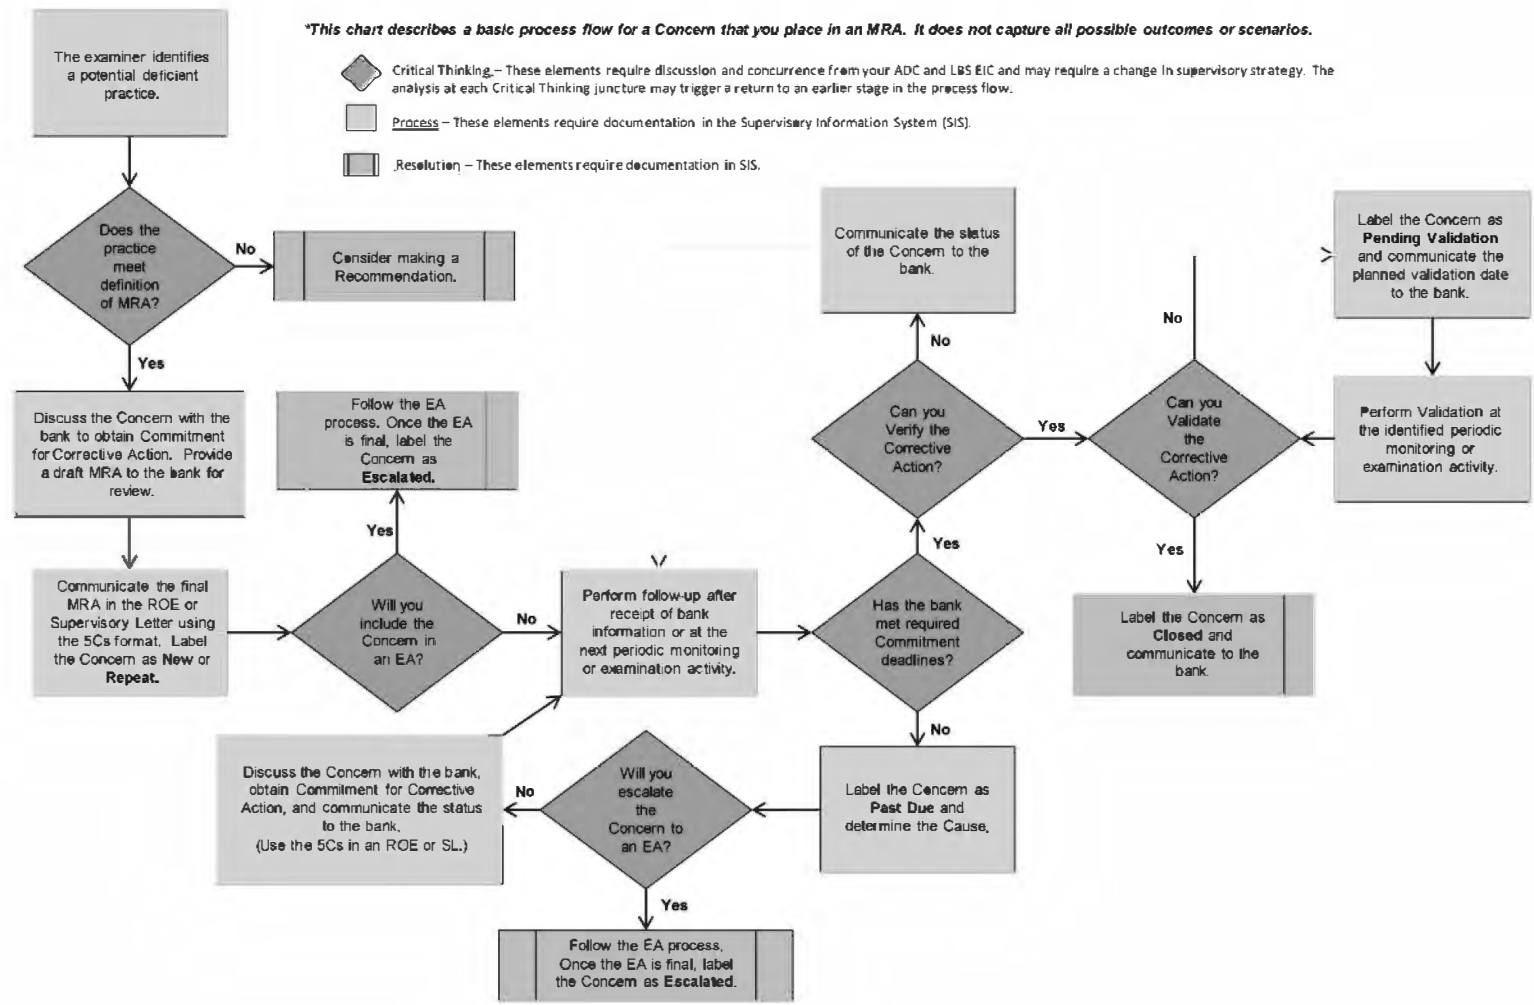 *This chart describes a basic process flow for a Concern that you place in an MRA. It does not capture all possible outcomes or scenarios.
Critical Thinking – These elements require discussion and concurrence from your ADC and LBS EIC and may require a change in supervisory strategy. The
analysis at each Critical Thinking juncture may trigger a return to an earlier stage in the process flow.
Process – These elements require documentation in the Supervisory Information System (SIS).
Resolution – These elements require documentation in SIS.
The examiner identifies
a potential deficient
practice.
Does the
practice
meet
definition
of MRA?
No
Consider making a
Recommendation.
Yes
Discuss the Concern with the
bank to obtain Commitment
for Corrective Action. Provide
a draft MRA to the bank for
review.
Communicate the final
MRA in the ROE or
Supervisory Letter using
the 5Cs format. Label
the Concern as New or
Repeat.
Follow the EA
process. Once the EA
is final, label the
Concern as
Escalated.
Yes
Will you
include the
Concern in
an EA?
No
Perform follow-up after
receipt of bank
information or at the
next periodic monitoring
or examination activity.
Has the bank
met required
Commitment
deadlines?
Yes
Can you
Verify the
Corrective
Action?
No
Communicate the status
of the Concern to the
bank.
Yes
Can you
Validate
the
Corrective
Action?
No
Label the Concern as
Pending Validation
and communicate the
planned validation date
to the bank.
Perform Validation at
the identified periodic
monitoring or
examination activity.
Yes
Label the Concern as
Closed and
communicate to the
bank.
No
Label the Concern as
Past Due and
determine the Cause.
Will you
escalate
the
Concern to
an EA?
No
Discuss the Concern with the bank,
obtain Commitment for Corrective
Action, and communicate the status
to the bank.
(Use the 5Cs in an ROE or SL.)
Yes
Follow the EA process.
Once the EA is final, label
the Concern as Escalated.